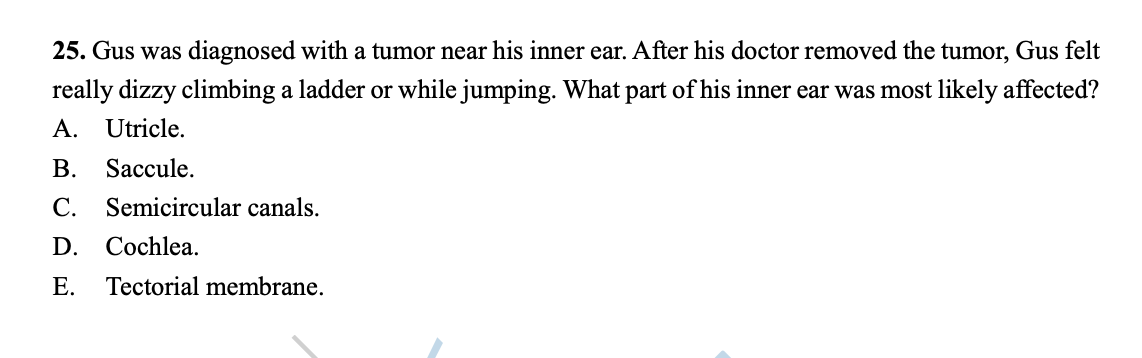 25. Gus was diagnosed with a tumor near his inner ear. After his doctor removed the tumor, Gus felt
really dizzy climbing a ladder or while jumping. What part of his inner ear was most likely affected?
A. Utricle.
B. Saccule.
C. Semicircular canals.
D. Cochlea.
E. Tectorial membrane.